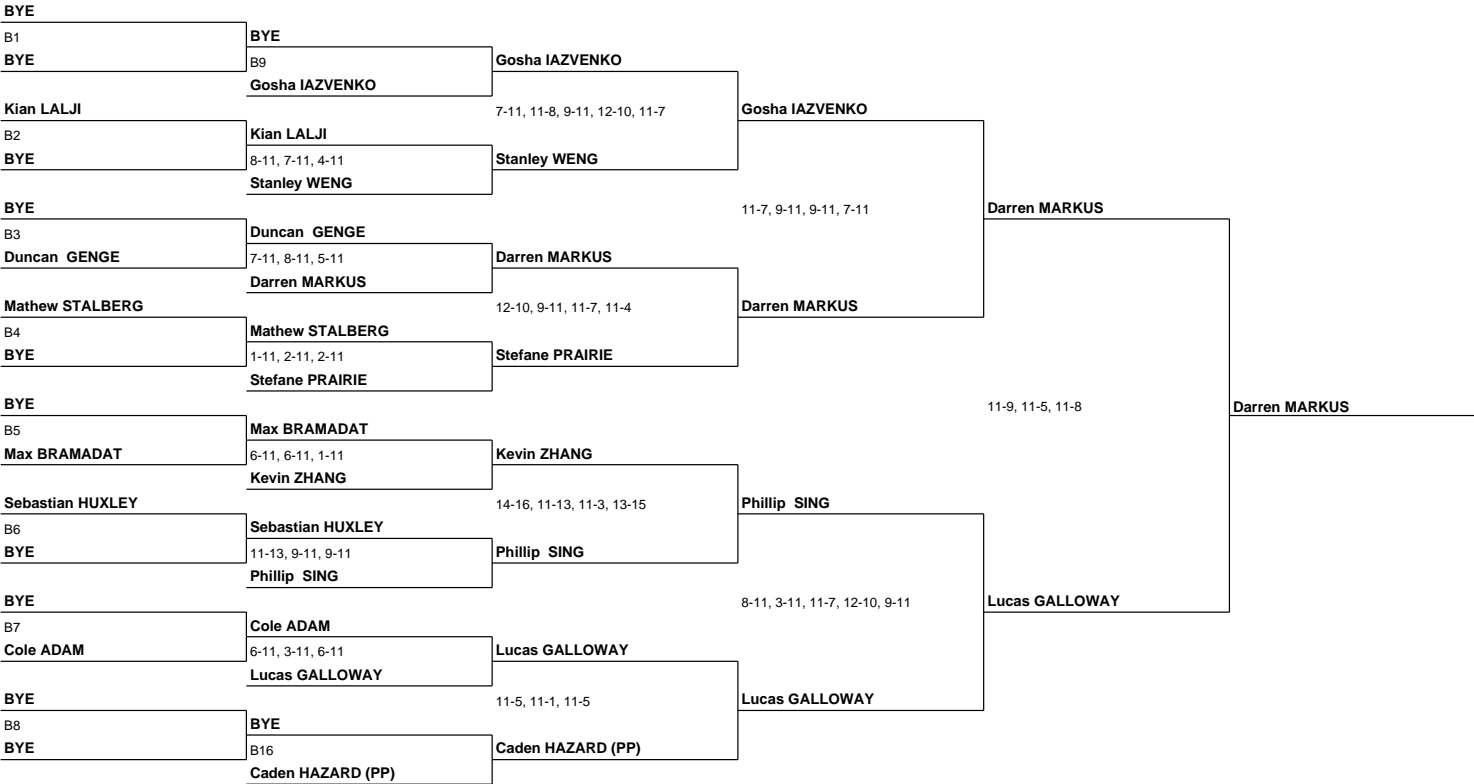 BYE
B1
BYE
BYE
B9
Gosha IAZVENKO
Gosha IAZVENKO
Kian LALJI
7-11, 11-8, 9-11, 12-10, 11-7
Gosha IAZVENKO
B2
Kian LALJI
BYE
8-11, 7-11, 4-11
Stanley WENG
Stanley WENG
BYE
11-7, 9-11, 9-11, 7-11
Darren MARKUS
B3
Duncan GENGE
Duncan GENGE
7-11, 8-11, 5-11
Darren MARKUS
Darren MARKUS
Mathew STALBERG
12-10, 9-11, 11-7, 11-4
Darren MARKUS
B4
Mathew STALBERG
BYE
1-11, 2-11, 2-11
Stefane PRAIRIE
Stefane PRAIRIE
BYE
11-9, 11-5, 11-8
Darren MARKUS
B5
Max BRAMADAT
Max BRAMADAT
6-11, 6-11, 1-11
Kevin ZHANG
Kevin ZHANG
Sebastian HUXLEY
14-16, 11-13, 11-3, 13-15
Phillip SING
B6
Sebastian HUXLEY
BYE
11-13, 9-11, 9-11
Phillip SING
Phillip SING
BYE
8-11, 3-11, 11-7, 12-10, 9-11
Lucas GALLOWAY
B7
Cole ADAM
Cole ADAM
6-11, 3-11, 6-11
Lucas GALLOWAY
Lucas GALLOWAY
BYE
11-5, 11-1, 11-5
Lucas GALLOWAY
B8
BYE
BYE
B16
Caden HAZARD (PP)
Caden HAZARD (PP)